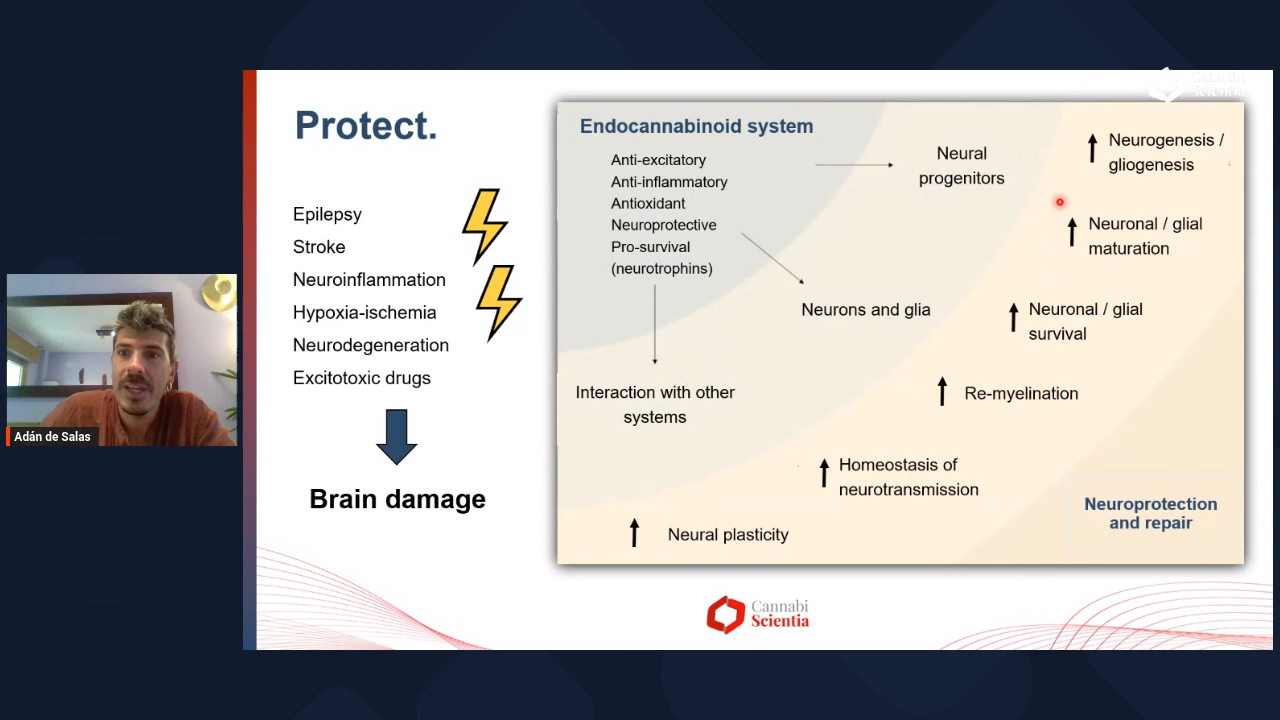 Cannabi
Scientia
Protect.
Epilepsy
Stroke
Neuroinflammation
Hypoxia-ischemia
Neurodegeneration
Excitotoxic drugs
Brain damage
Endocannabinoid system
Anti-excitatory
Anti-inflammatory
Antioxidant
Neuroprotective
Pro-survival
(neurotrophins)
Neural
progenitors
Neurons and glia
Interaction with other
systems
Neurogenesis /
gliogenesis
Neuronal / glial
maturation
Neuronal / glial
survival
Re-myelination
Homeostasis of
neurotransmission
Neural plasticity
Neuroprotection
and repair
Cannabi
Scientia
Adán de Salas